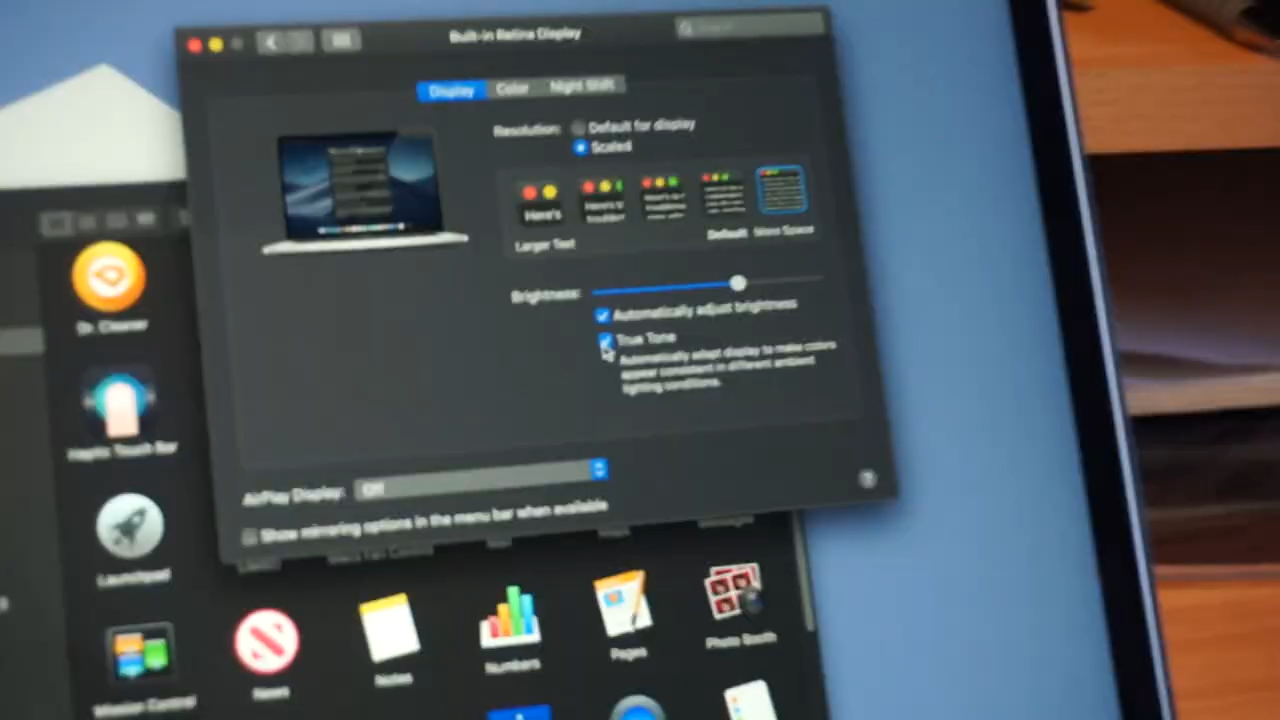 Built-in Retina Display
Display Color Night Shift
Resolution: Default for display
Scaled
Here's
Larger Text Default More Space
Brightness:
Automatically adjust brightness
True Tone
Automatically adapt display to make colors
appear consistent in different ambient
lighting conditions.
AirPlay Display: Off
Show mirroring options in the menu bar when available
Dr. Cleaner
Haptic Touch Bar
Launchpad
Mission Control
News
Notes
Numbers
Pages
Photo Booth